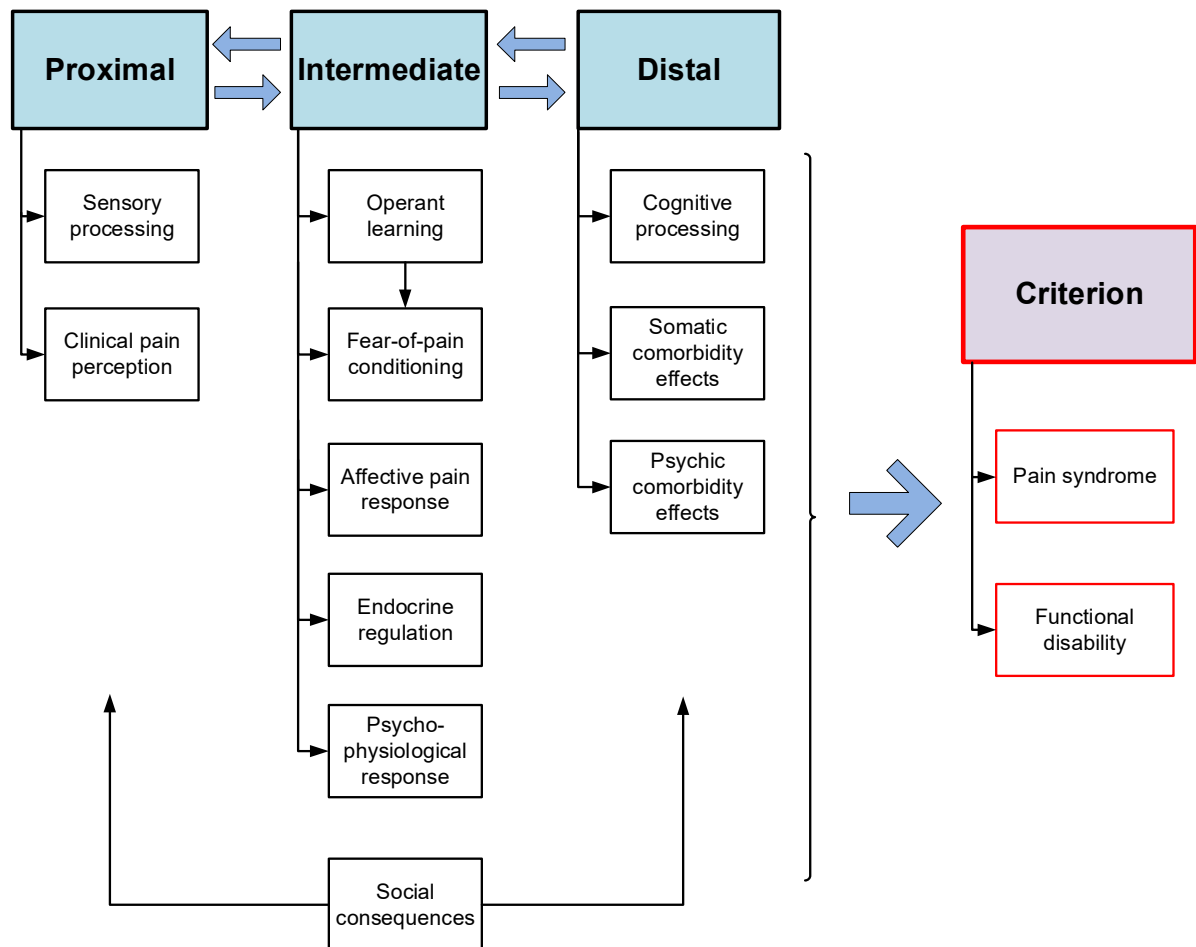 Proximal
Intermediate
Distal
Sensory
processing
Clinical pain
perception
Operant
learning
Fear-of-pain
conditioning
Affective pain
response
Endocrine
regulation
Psycho-
physiological
response
Social
consequences
Cognitive
processing
Somatic
comorbidity
effects
Psychic
comorbidity
effects
Criterion
Pain syndrome
Functional
disability